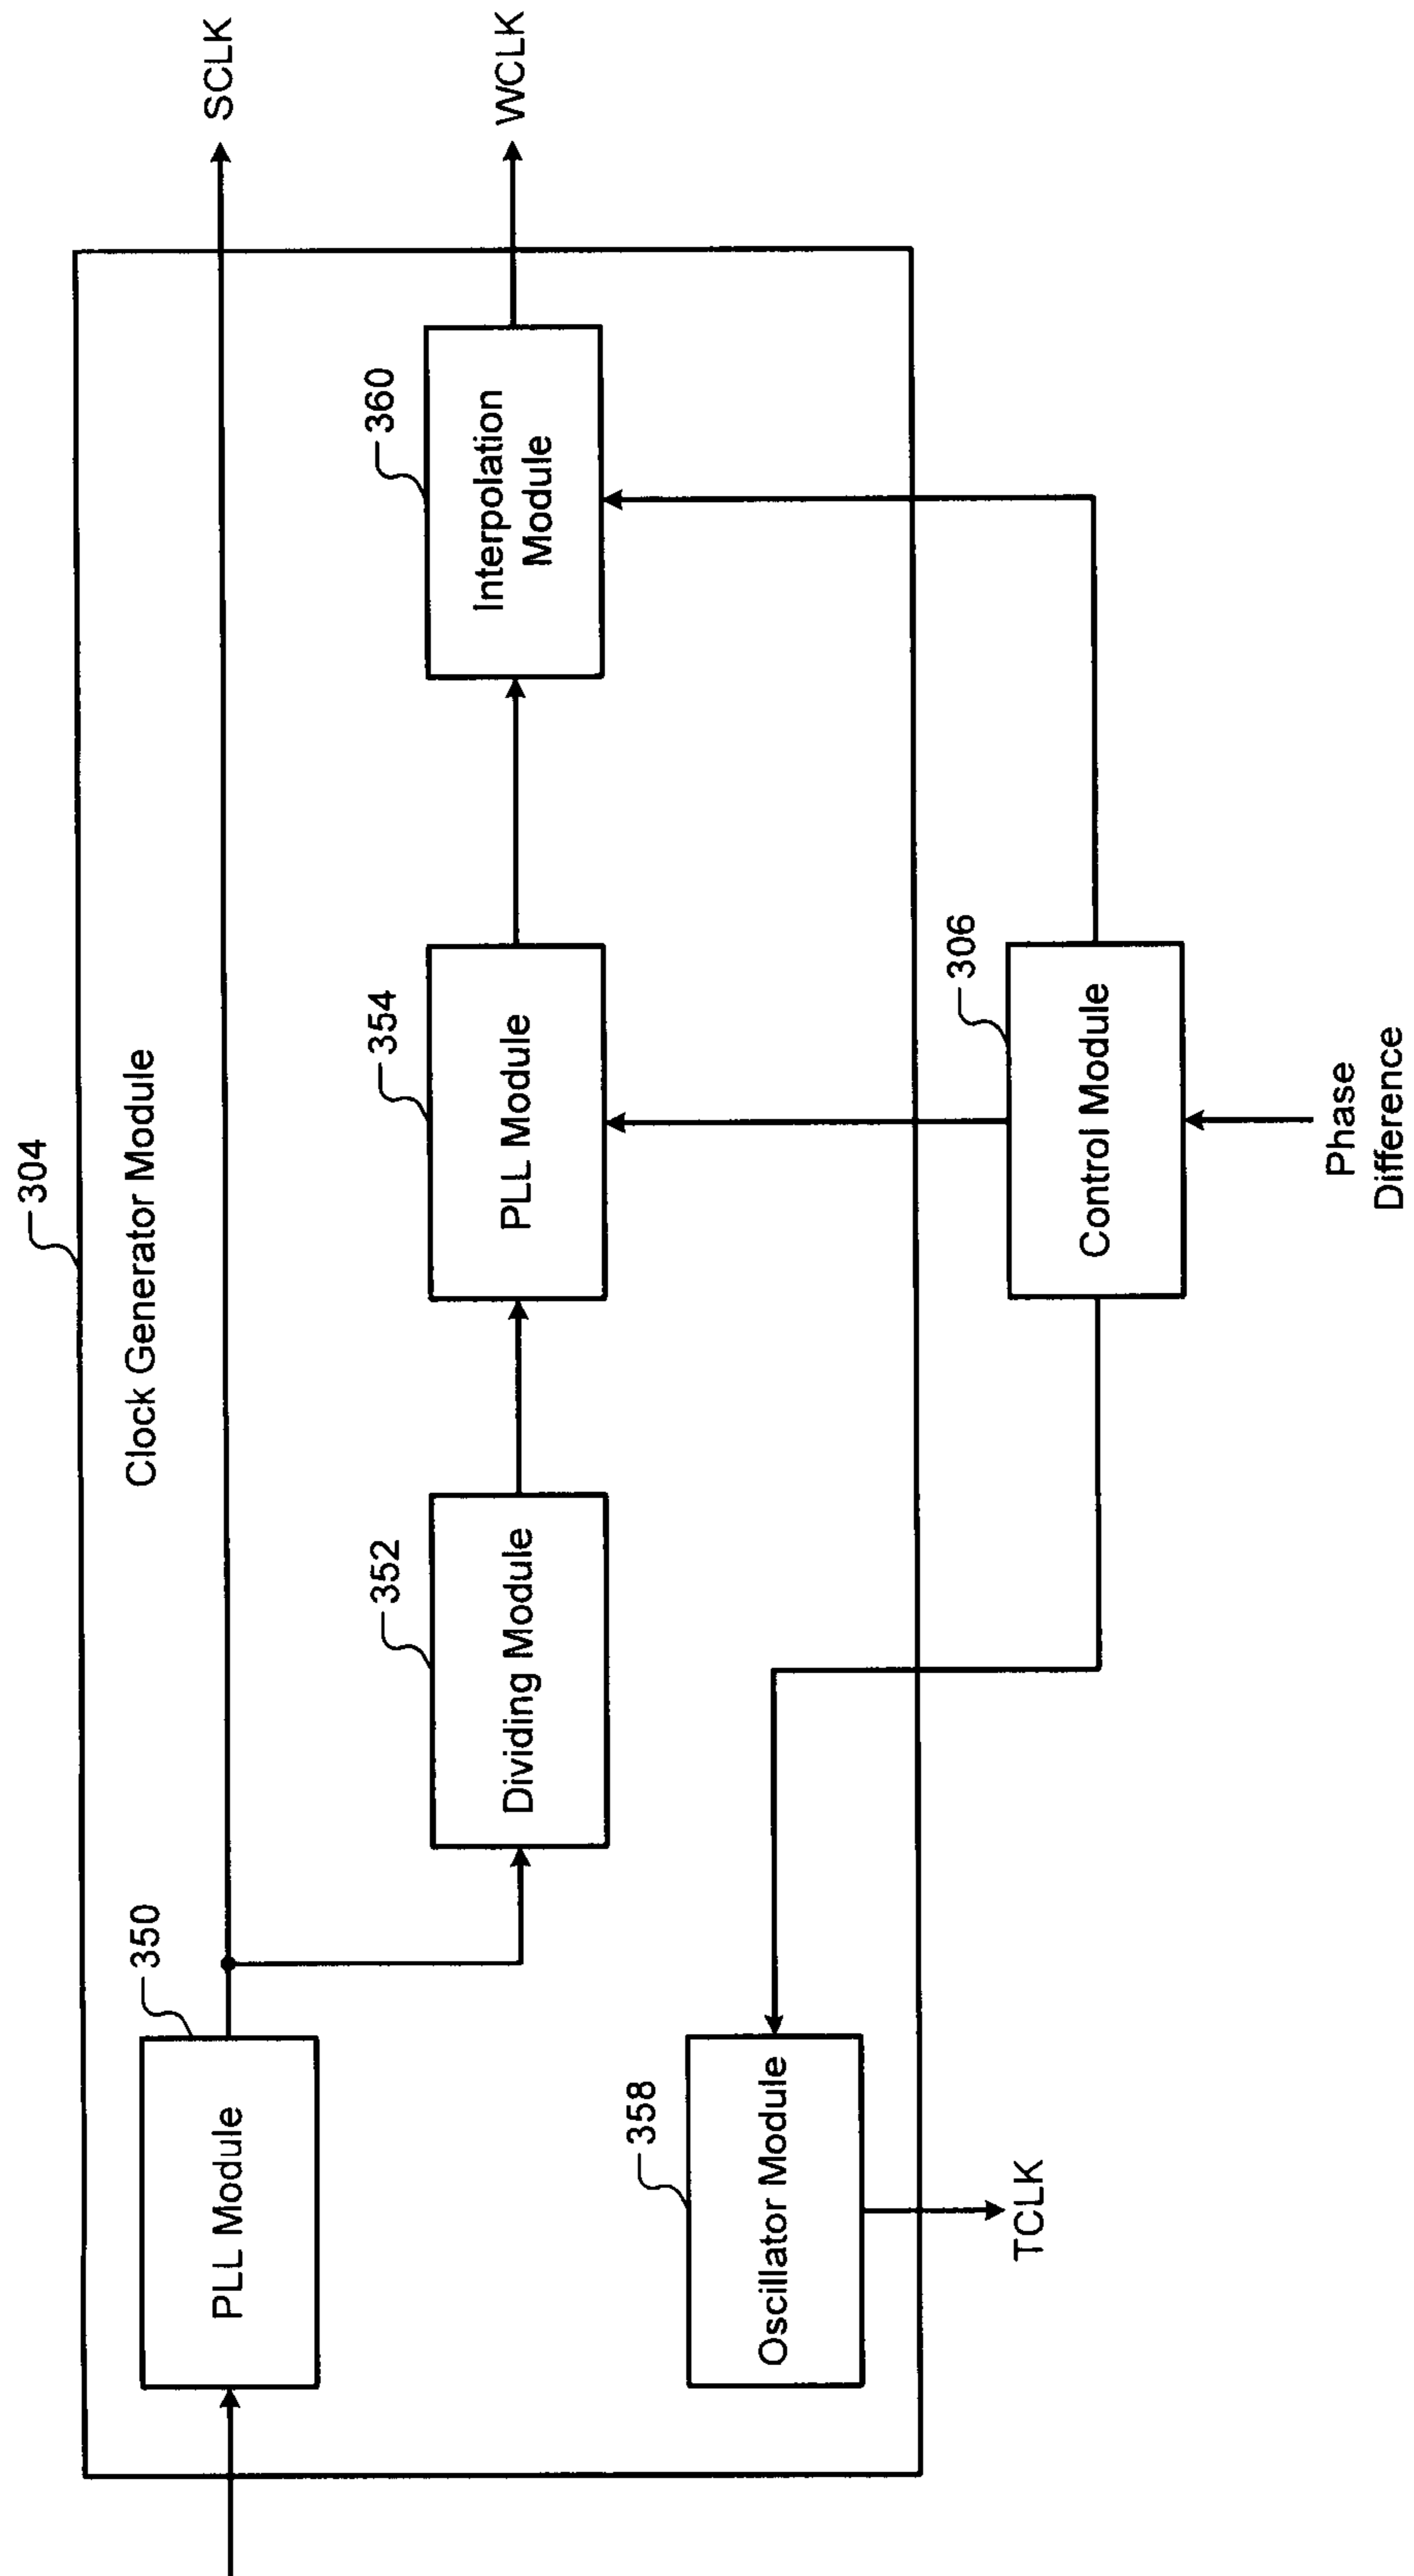 304
Clock Generator Module
350
PLL Module
SCLK
352
Dividing Module
354
PLL Module
360
Interpolation
Module
WCLK
358
Oscillator Module
TCLK
306
Control Module
Phase
Difference